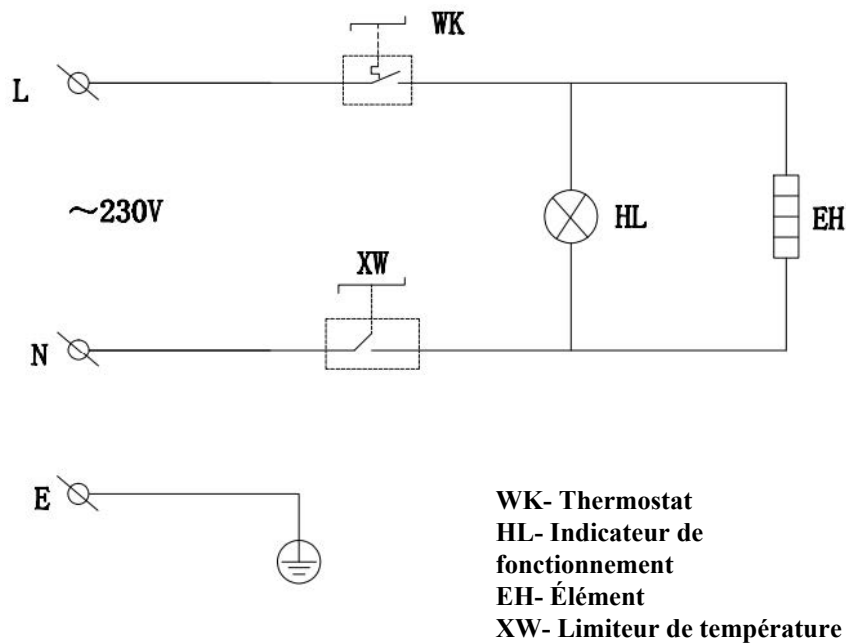 WK
L
～230V
HL
EH
XW
N
E
WK- Thermostat
HL- Indicateur de
fonctionnement
EH- Élément
XW- Limiteur de température